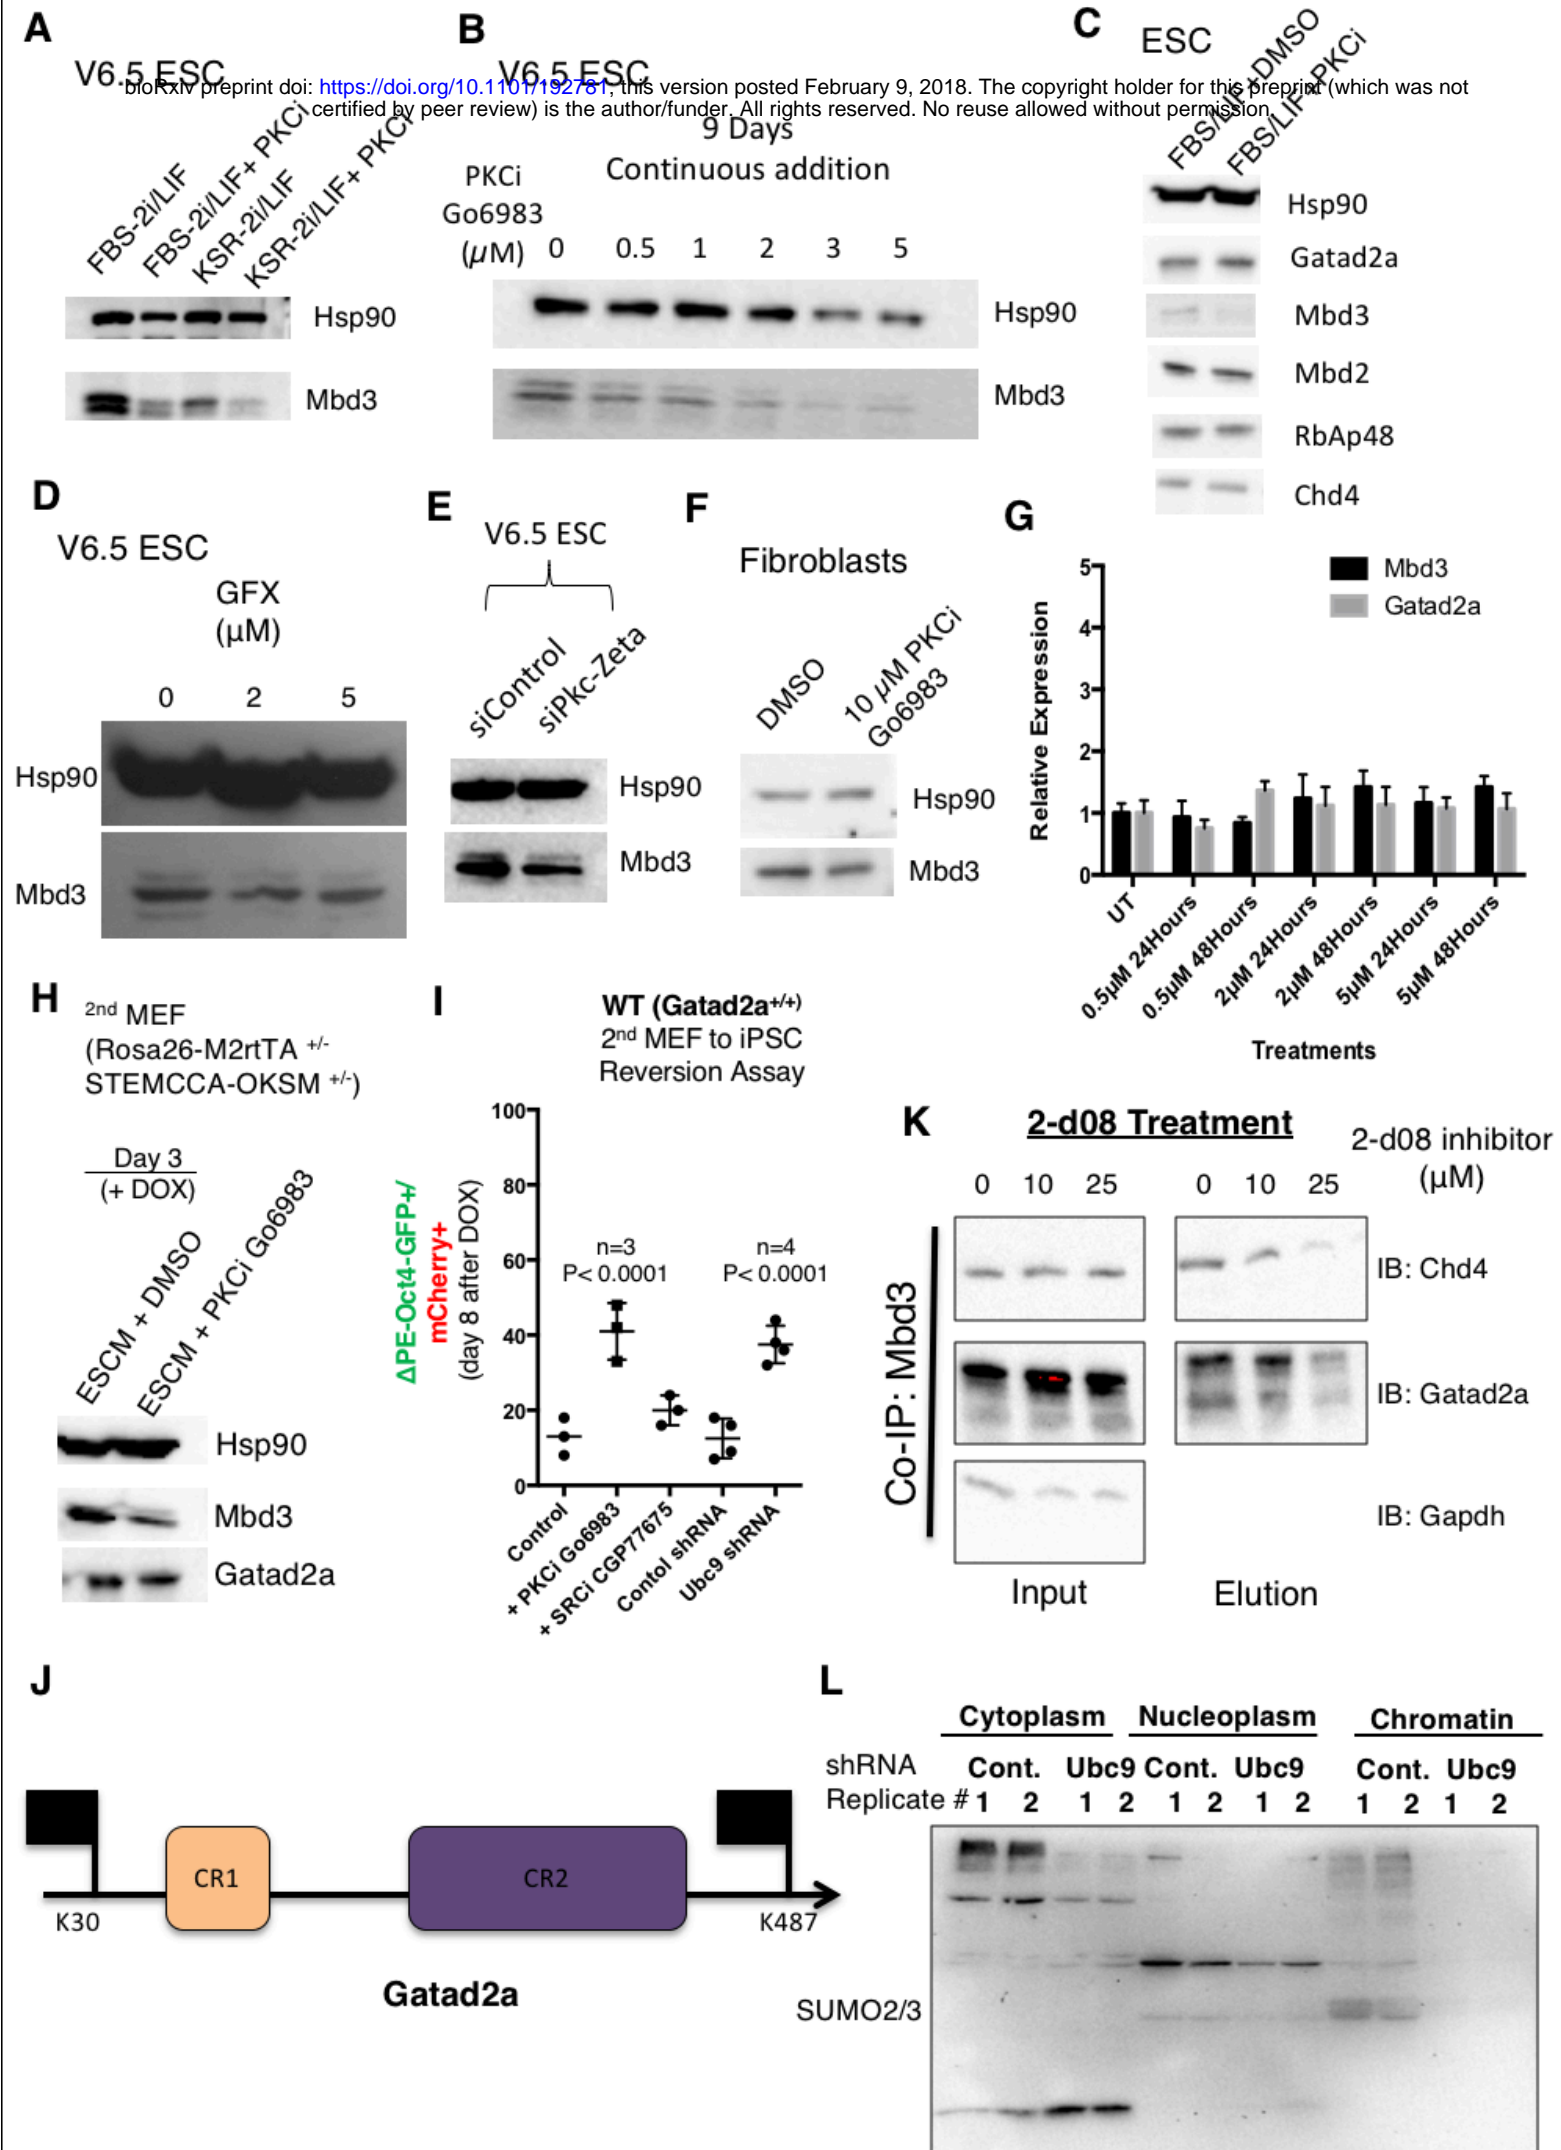 A
V6.5 ESC
FBS-2i/LIF
FBS-2i/LIF+ PKCi
KSR-2i/LIF
KSR-2i/LIF+ PKCi
Hsp90
Mbd3
bioRxiv preprint doi: https://doi.org/10.1101/192781; this version posted February 9, 2018. The copyright holder for this preprint (which was not
certified by peer review) is the author/funder. All rights reserved. No reuse allowed without permission.
B
V6.5 ESC
9 Days
Continuous addition
PKCi
Go6983
(µM) 0 0.5 1 2 3 5
Hsp90
Mbd3
C
ESC
FBS/LIF+DMSO
FBS/LIF+PKCi
Hsp90
Gatad2a
Mbd3
Mbd2
RbAp48
Chd4
D
V6.5 ESC
GFX
(µM)
0 2 5
Hsp90
Mbd3
E
V6.5 ESC
siControl
siPkc-Zeta
Hsp90
Mbd3
F
Fibroblasts
DMSO
10 µM PKCi
Go6983
Hsp90
Mbd3
G
Mbd3
Gatad2a
Relative Expression
5
4
3
2
1
0
UT
0.5µM 24Hours
0.5µM 48Hours
2µM 24Hours
2µM 48Hours
5µM 24Hours
5µM 48Hours
Treatments
H
2nd MEF
(Rosa26-M2rtTA +/-
STEMCCA-OKSM +/-)
Day 3
(+ DOX)
ESCM + DMSO
ESCM + PKCi Go6983
Hsp90
Mbd3
Gatad2a
I
WT (Gatad2a+/+)
2nd MEF to iPSC
Reversion Assay
ΔPE-Oct4-GFP+/
mCherry+
(day 8 after DOX)
100
80
60
40
20
0
n=3
P< 0.0001
n=4
P< 0.0001
Control
+ PKCi Go6983
+ SRCi CGP77675
Contol shRNA
Ubc9 shRNA
K
2-d08 Treatment
2-d08 inhibitor
(µM)
0 10 25 0 10 25
Co-IP: Mbd3
IB: Chd4
IB: Gatad2a
IB: Gapdh
Input Elution
J
CR1
CR2
K30
K487
Gatad2a
L
Cytoplasm Nucleoplasm Chromatin
shRNA Cont. Ubc9 Cont. Ubc9 Cont. Ubc9
Replicate # 1 2 1 2 1 2 1 2 1 2 1 2
SUMO2/3